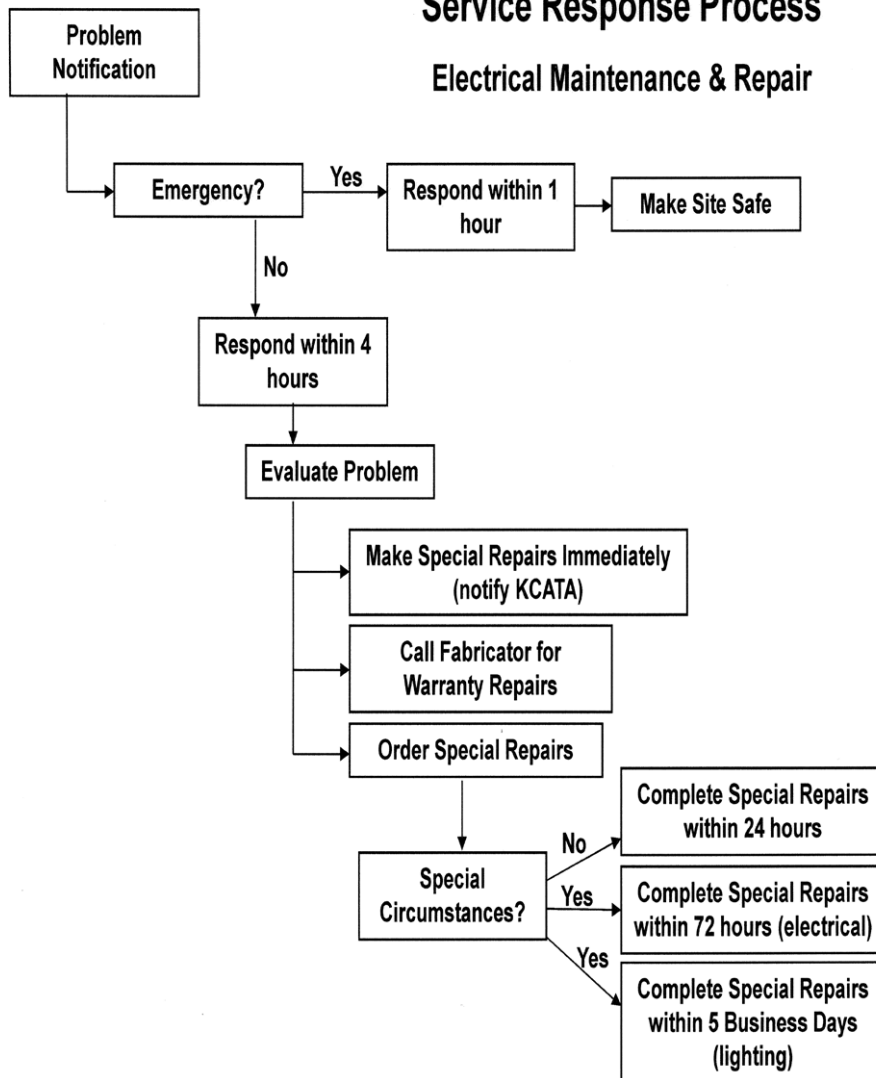 Service Response Process
Electrical Maintenance & Repair
Problem
Notification
Emergency?
Yes
Respond within 1
hour
Make Site Safe
No
Respond within 4
hours
Evaluate Problem
Make Special Repairs Immediately
(notify KCATA)
Call Fabricator for
Warranty Repairs
Order Special Repairs
Special
Circumstances?
No
Complete Special Repairs
within 24 hours
Yes
Complete Special Repairs
within 72 hours (electrical)
Yes
Complete Special Repairs
within 5 Business Days
(lighting)